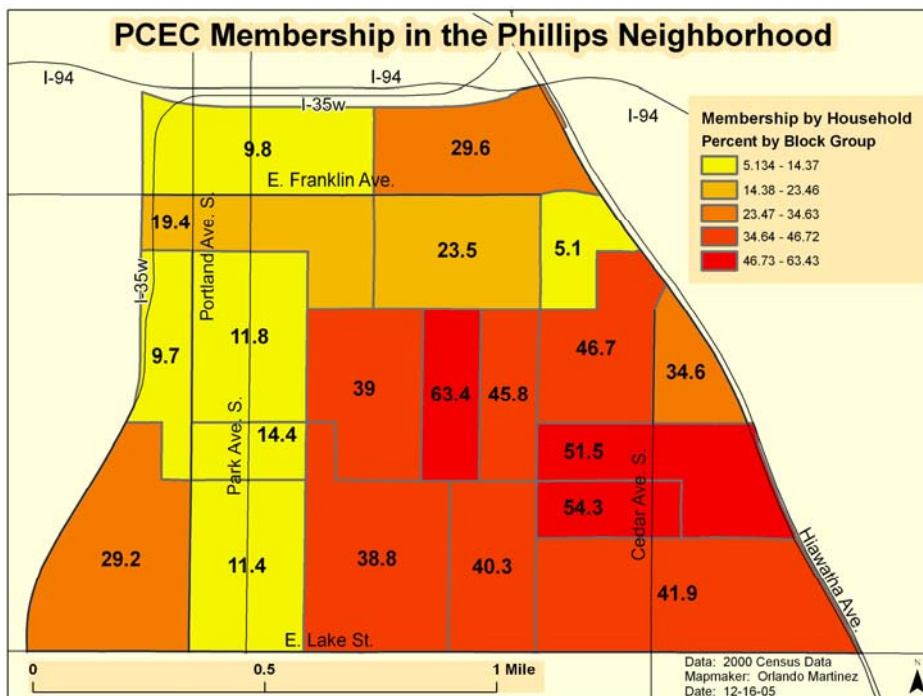 PCEC Membership in the Phillips Neighborhood
I-94
I-94
I-35w
I-94
Membership by Household
Percent by Block Group
5.134 - 14.37
14.38 - 23.46
23.47 - 34.63
34.64 - 46.72
46.73 - 63.43
9.8
29.6
E. Franklin Ave.
19.4
Portland Ave. S.
23.5
5.1
I-35w
11.8
9.7
39
63.4
45.8
46.7
34.6
14.4
Park Ave. S.
51.5
Cedar Ave. S.
54.3
29.2
11.4
38.8
40.3
41.9
Hiawatha Ave.
E. Lake St.
0
0.5
1 Mile
Data: 2000 Census Data
Mapmaker: Orlando Martinez
Date: 12-16-05
N